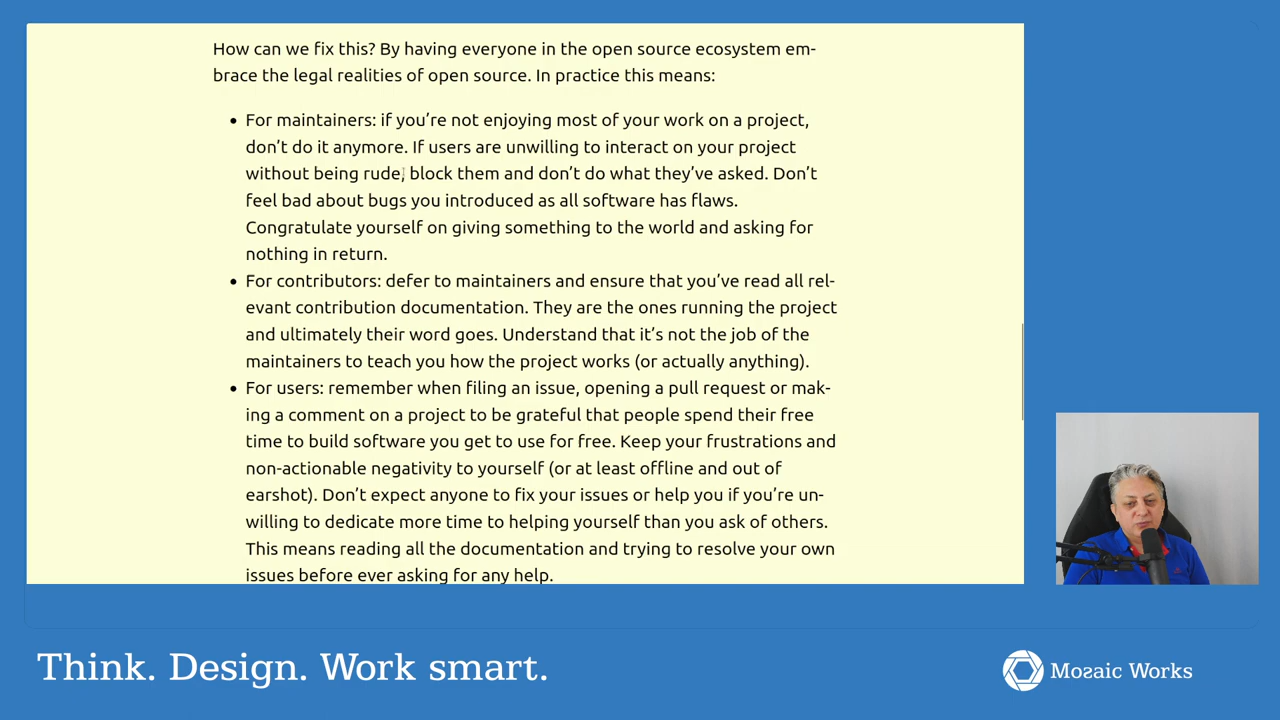 How can we fix this? By having everyone in the open source ecosystem em-
brace the legal realities of open source. In practice this means:
• For maintainers: if you’re not enjoying most of your work on a project,
don’t do it anymore. If users are unwilling to interact on your project
without being rude, block them and don’t do what they’ve asked. Don’t
feel bad about bugs you introduced as all software has flaws.
Congratulate yourself on giving something to the world and asking for
nothing in return.
• For contributors: defer to maintainers and ensure that you’ve read all rel-
evant contribution documentation. They are the ones running the project
and ultimately their word goes. Understand that it’s not the job of the
maintainers to teach you how the project works (or actually anything).
• For users: remember when filing an issue, opening a pull request or mak-
ing a comment on a project to be grateful that people spend their free
time to build software you get to use for free. Keep your frustrations and
non-actionable negativity to yourself (or at least offline and out of
earshot). Don’t expect anyone to fix your issues or help you if you’re un-
willing to dedicate more time to helping yourself than you ask of others.
This means reading all the documentation and trying to resolve your own
issues before ever asking for any help.
Think. Design. Work smart.
Mozaic Works